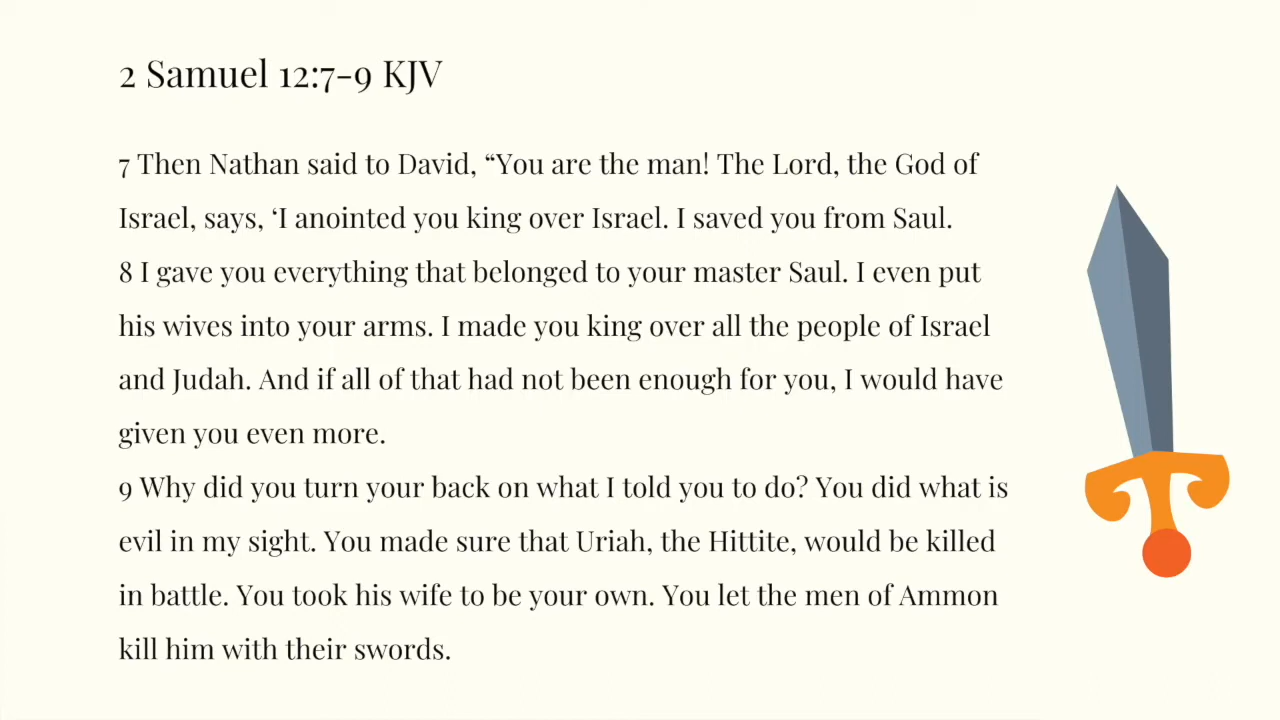 2 Samuel 12:7-9 KJV
7 Then Nathan said to David, “You are the man! The Lord, the God of
Israel, says, ‘I anointed you king over Israel. I saved you from Saul.
8 I gave you everything that belonged to your master Saul. I even put
his wives into your arms. I made you king over all the people of Israel
and Judah. And if all of that had not been enough for you, I would have
given you even more.
9 Why did you turn your back on what I told you to do? You did what is
evil in my sight. You made sure that Uriah, the Hittite, would be killed
in battle. You took his wife to be your own. You let the men of Ammon
kill him with their swords.